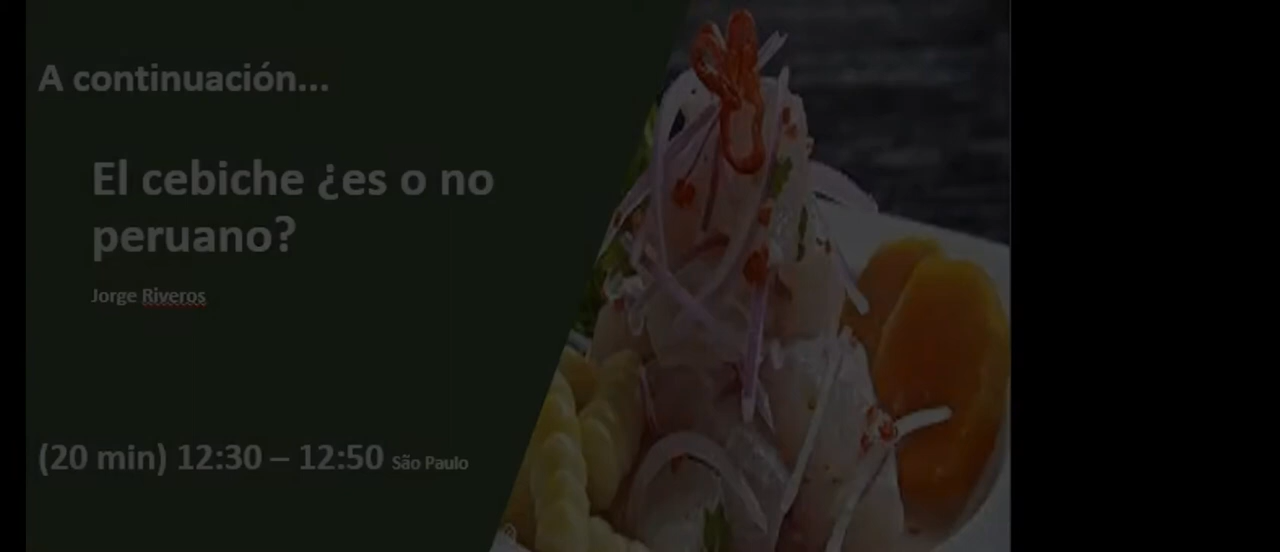 A continuación...
El cebiche ¿es o no
peruano?
Jorge Riveros
(20 min) 12:30 – 12:50 São Paulo